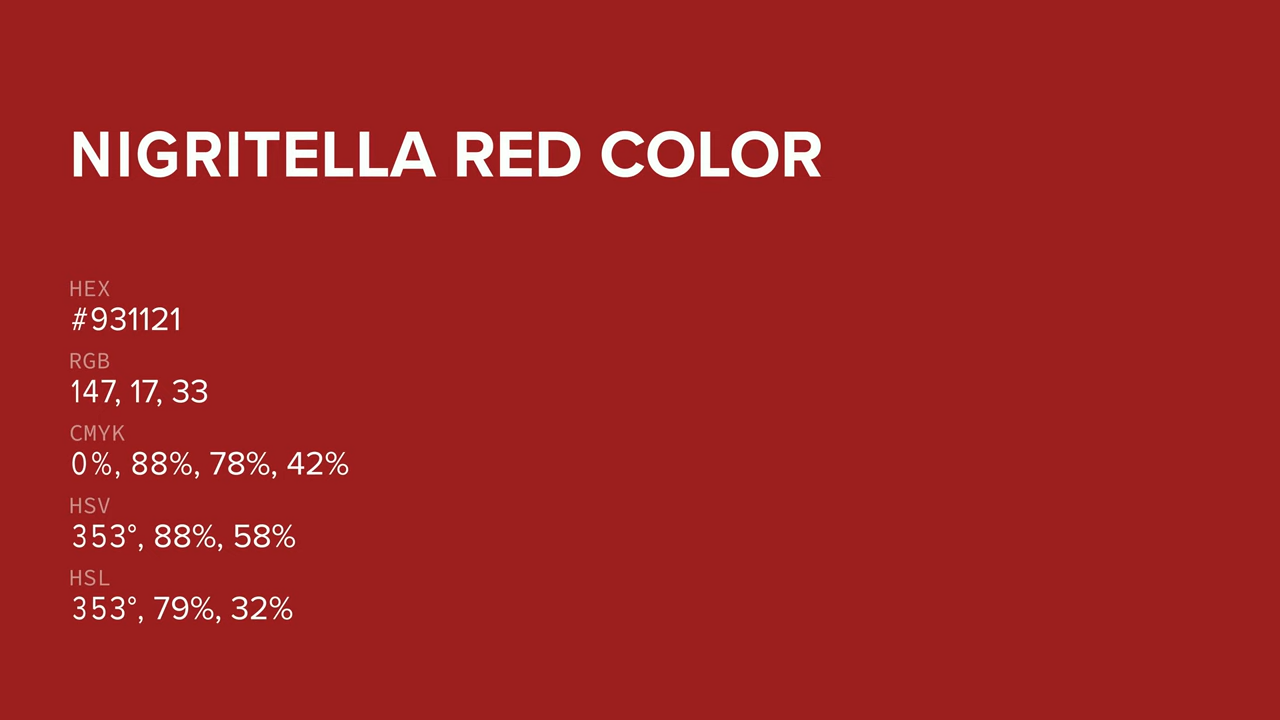 NIGRITELLA RED COLOR
HEX
#931121
RGB
147, 17, 33
CMYK
0%, 88%, 78%, 42%
HSV
353°, 88%, 58%
HSL
353°, 79%, 32%